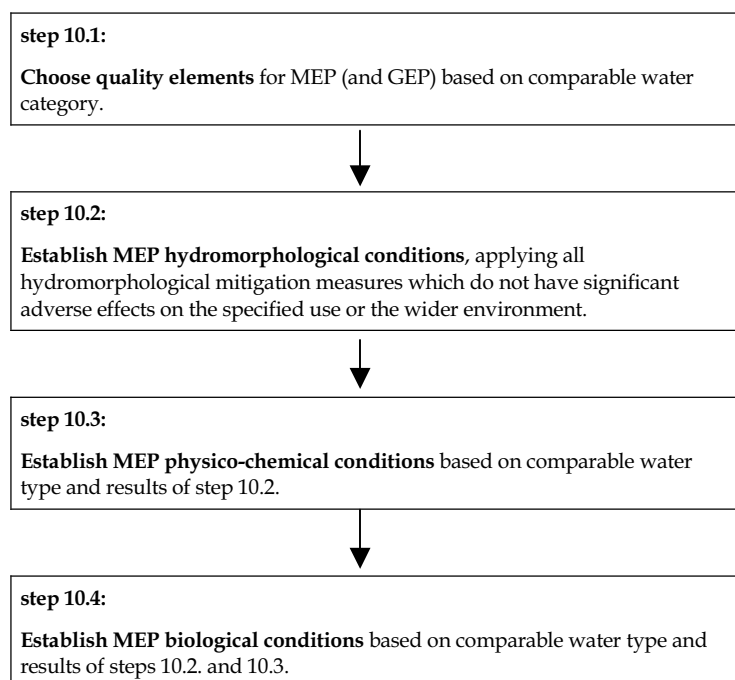 step 10.1:
Choose quality elements for MEP (and GEP) based on comparable water
category.
step 10.2:
Establish MEP hydromorphological conditions, applying all
hydromorphological mitigation measures which do not have significant
adverse effects on the specified use or the wider environment.
step 10.3:
Establish MEP physico-chemical conditions based on comparable water
type and results of step 10.2.
step 10.4:
Establish MEP biological conditions based on comparable water type and
results of steps 10.2. and 10.3.